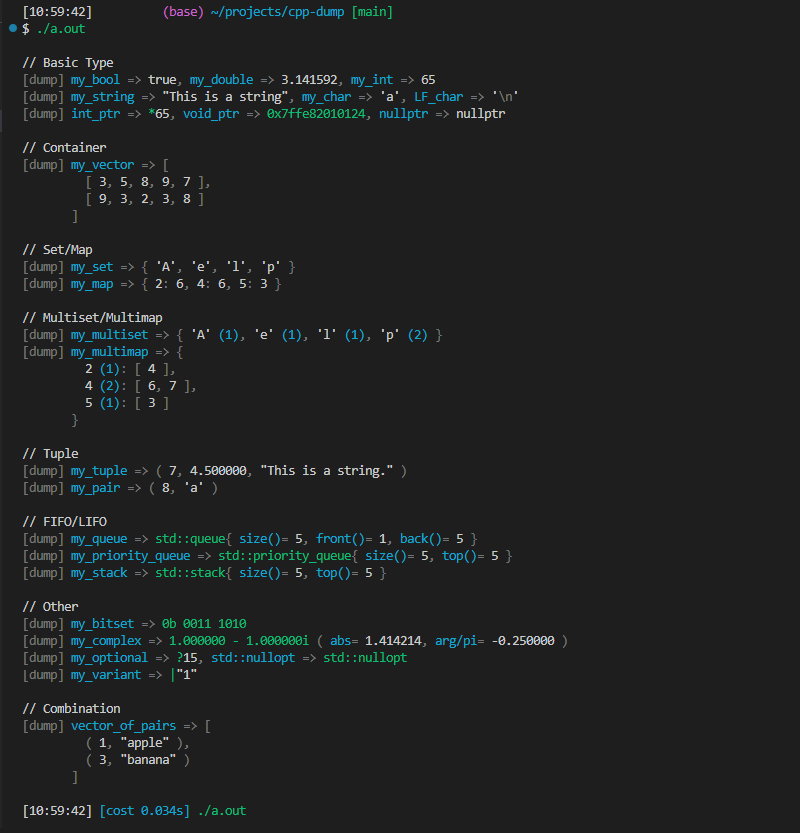 [10:59:42] (base) ~/projects/cpp-dump [main]
$ ./a.out
// Basic Type
[dump] my_bool => true, my_double => 3.141592, my_int => 65
[dump] my_string => "This is a string", my_char => 'a', LF_char => '\n'
[dump] int_ptr => *65, void_ptr => 0x7ffe82010124, nullptr => nullptr
// Container
[dump] my_vector => [
[ 3, 5, 8, 9, 7 ],
[ 9, 3, 2, 3, 8 ]
]
// Set/Map
[dump] my_set => { 'A', 'e', 'l', 'p' }
[dump] my_map => { 2: 6, 4: 6, 5: 3 }
// Multiset/Multimap
[dump] my_multiset => { 'A' (1), 'e' (1), 'l' (1), 'p' (2) }
[dump] my_multimap => {
2 (1): [ 4 ],
4 (2): [ 6, 7 ],
5 (1): [ 3 ]
}
// Tuple
[dump] my_tuple => ( 7, 4.500000, "This is a string." )
[dump] my_pair => ( 8, 'a' )
// FIFO/LIFO
[dump] my_queue => std::queue{ size()= 5, front()= 1, back()= 5 }
[dump] my_priority_queue => std::priority_queue{ size()= 5, top()= 5 }
[dump] my_stack => std::stack{ size()= 5, top()= 5 }
// Other
[dump] my_bitset => 0b 0011 1010
[dump] my_complex => 1.000000 - 1.000000i ( abs= 1.414214, arg/pi= -0.250000 )
[dump] my_optional => ?15, std::nullopt => std::nullopt
[dump] my_variant => |"1"
// Combination
[dump] vector_of_pairs => [
( 1, "apple" ),
( 3, "banana" )
]
[10:59:42] [cost 0.034s] ./a.out